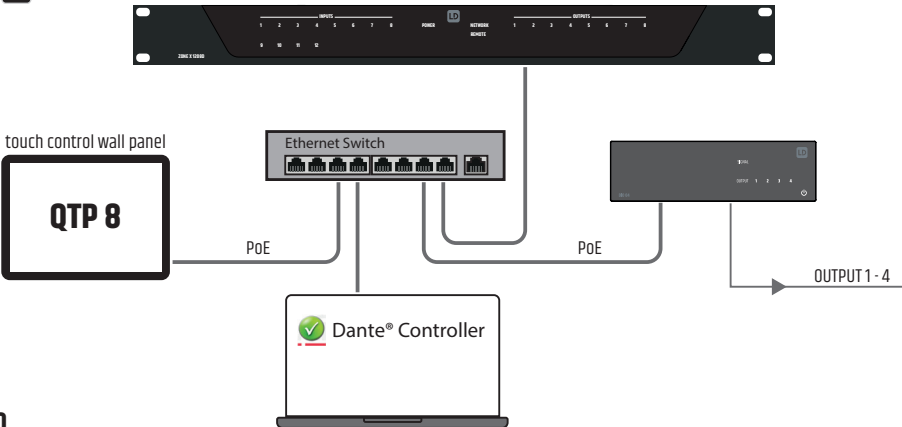 INPUTS
LD
OUTPUTS
1 2 3 4 5 6 7 8
POWER
NETWORK
1 2 3 4 5 6 7 8
REMOTE
9 10 11 12
ZONE X 1208D
touch control wall panel
Ethernet Switch
LD
QTP 8
OUTPUT 1 2 3 4
PoE
PoE
OUTPUT 1 - 4
Dante® Controller